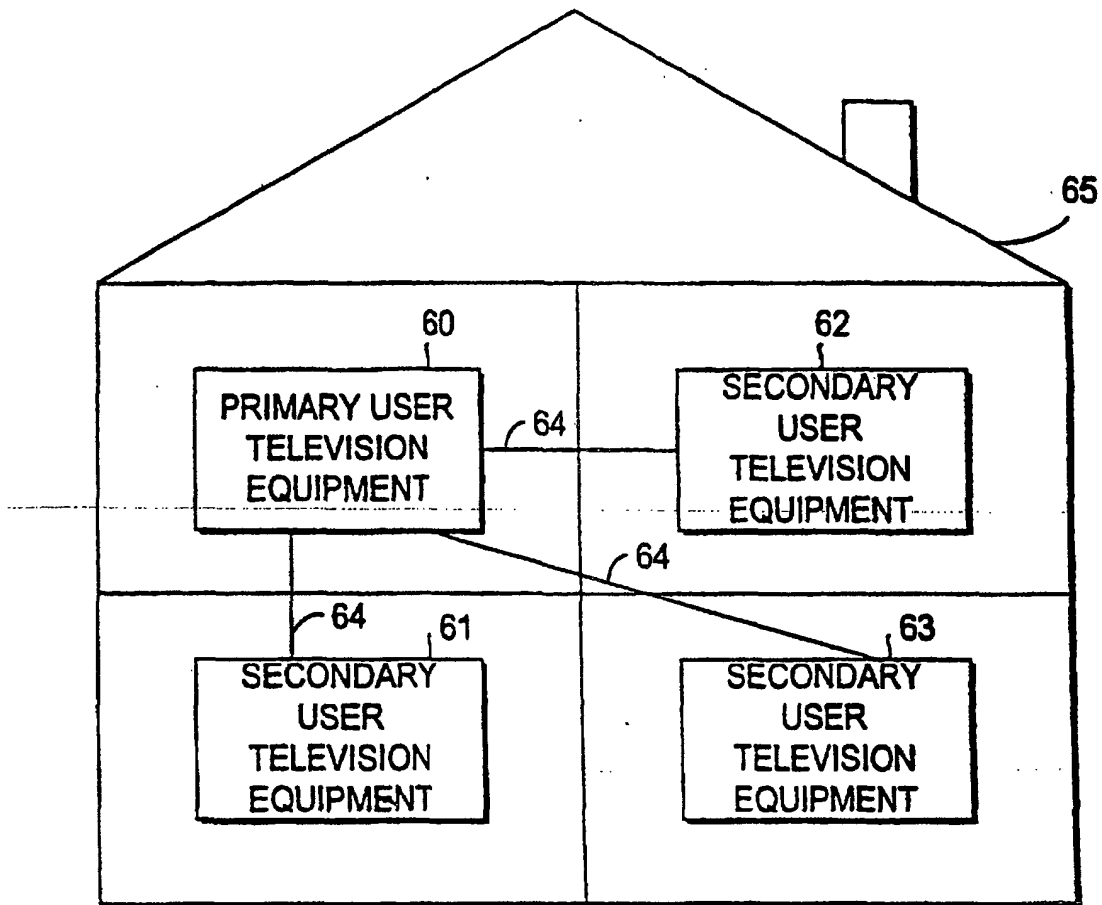 65
60
PRIMARY USER
TELEVISION
EQUIPMENT
64
62
SECONDARY
USER
TELEVISION
EQUIPMENT
64
64
61
SECONDARY
USER
TELEVISION
EQUIPMENT
63
SECONDARY
USER
TELEVISION
EQUIPMENT